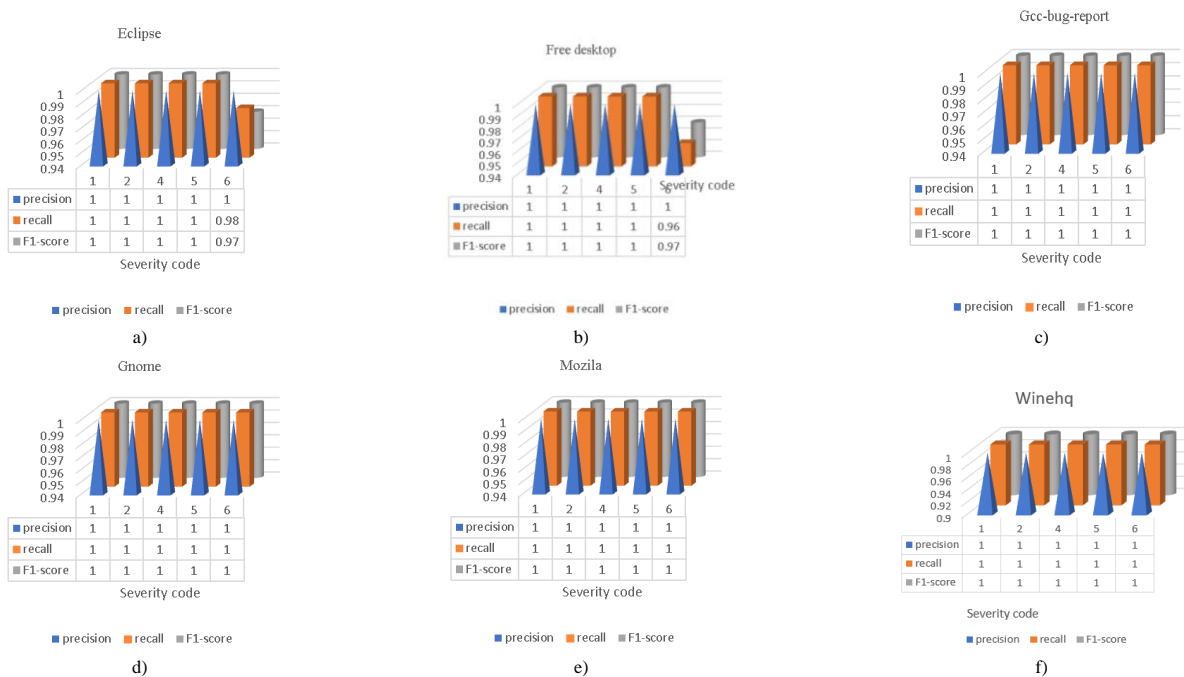 Eclipse
1
0.99
0.98
0.97
0.96
0.95
0.94
1 2 4 5 6
precision 1 1 1 1 1
recall 1 1 1 1 0.98
F1-score 1 1 1 1 0.97
Severity code
precision recall F1-score
a)
Free desktop
1
0.99
0.98
0.97
0.96
0.95
0.94
1 2 4 5 6
Severity code
precision 1 1 1 1 1
recall 1 1 1 1 0.96
F1-score 1 1 1 1 0.97
precision recall F1-score
b)
Gcc-bug-report
1
0.99
0.98
0.97
0.96
0.95
0.94
1 2 4 5 6
precision 1 1 1 1 1
recall 1 1 1 1 1
F1-score 1 1 1 1 1
Severity code
precision recall F1-score
c)
Gnome
1
0.99
0.98
0.97
0.96
0.95
0.94
1 2 4 5 6
precision 1 1 1 1 1
recall 1 1 1 1 1
F1-score 1 1 1 1 1
Severity code
precision recall F1-score
d)
Mozila
1
0.99
0.98
0.97
0.96
0.95
0.94
1 2 4 5 6
precision 1 1 1 1 1
recall 1 1 1 1 1
F1-score 1 1 1 1 1
Severity code
precision recall F1-score
e)
Winehq
1
0.98
0.96
0.94
0.92
0.9
1 2 4 5 6
precision 1 1 1 1 1
recall 1 1 1 1 1
F1-score 1 1 1 1 1
Severity code
precision recall F1-score
f)